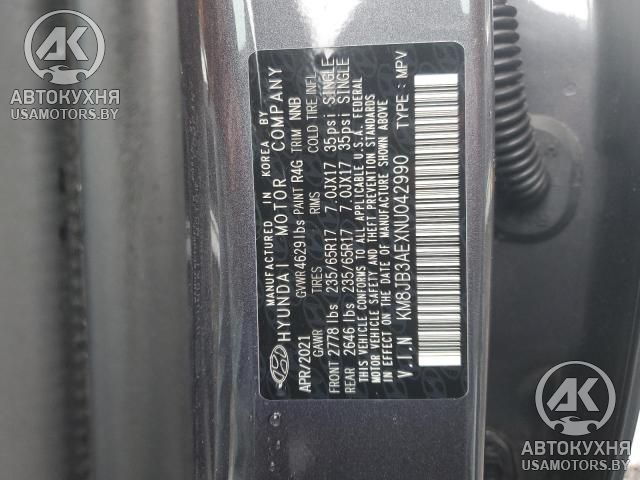 MANUFACTURED IN KOREA BY
HYUNDAI MOTOR COMPANY
APR/2021 GVWR 4629lbs PAINT R4G TRIM NNB
GAWR TIRES RIMS COLD TIRE INFL
FRONT 2778 lbs 235/65R17 7.0JX17 35psi SINGLE
REAR 2646 lbs 235/65R17 7.0JX17 35psi SINGLE
THIS VEHICLE CONFORMS TO ALL APPLICABLE U.S.A. FEDERAL
MOTOR VEHICLE SAFETY AND THEFT PREVENTION STANDARDS
IN EFFECT ON THE DATE OF MANUFACTURE SHOWN ABOVE
V.I.N KM8JB3AEXNU042990 TYPE : MPV
AK
АВТОКУХНЯ
USAMOTORS.BY
AK
АВТОКУХНЯ
USAMOTORS.BY